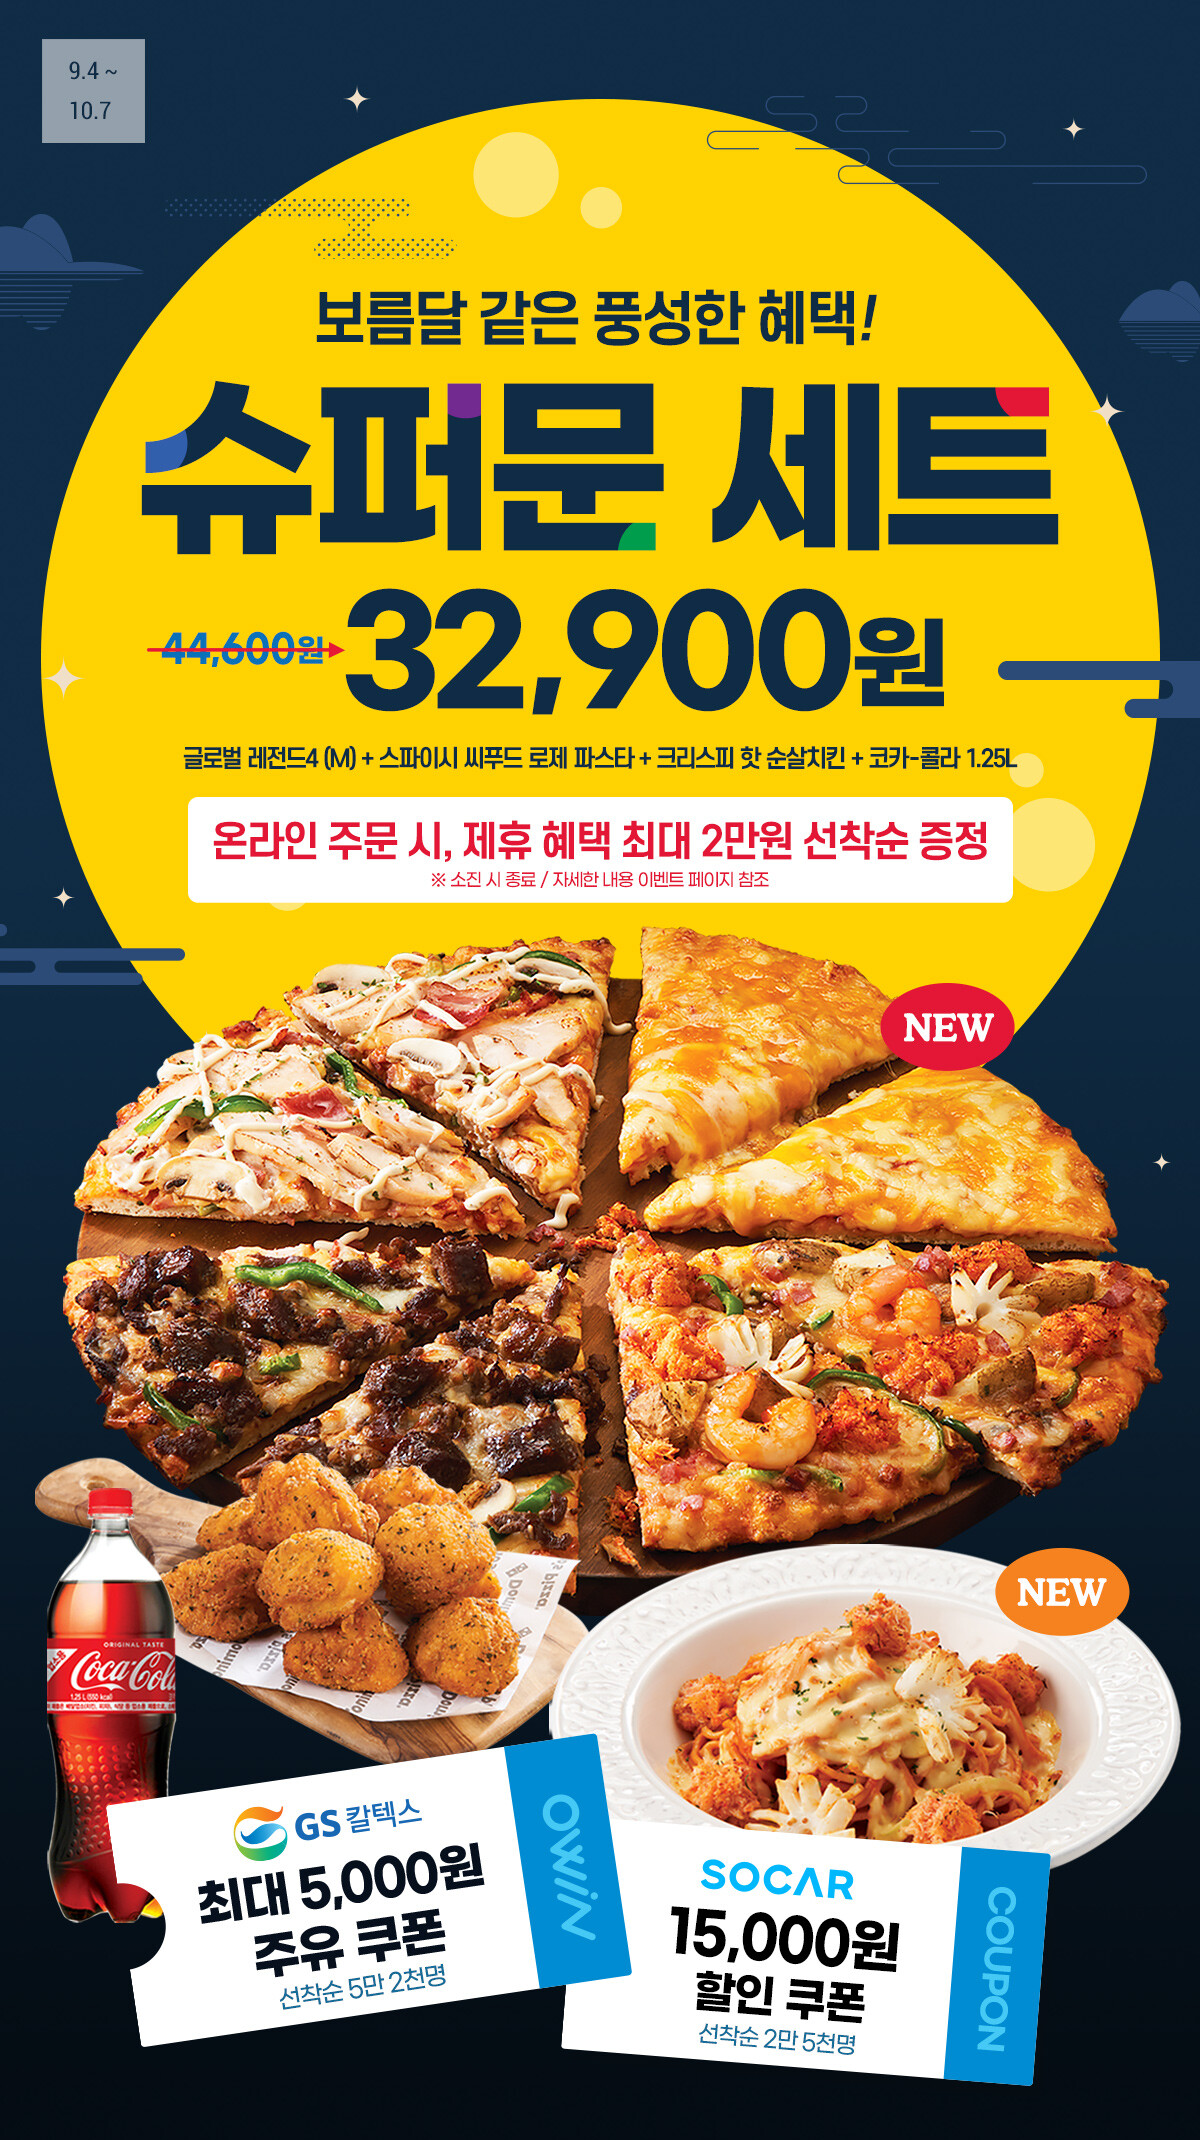 9.4 ~
10.7
보름달 같은 풍성한 혜택!
슈퍼문 세트
44,600원 32,900원
글로벌 레전드4 (M) + 스파이시 씨푸드 로제 파스타 + 크리스피 핫 순살치킨 + 코카-콜라 1.25L
온라인 주문 시, 제휴 혜택 최대 2만원 선착순 증정
※ 소진 시 종료 / 자세한 내용 이벤트 페이지 참조
NEW
NEW
ORIGINAL TASTE
Coca-Cola
1.25 L (550 kcal)
GS 칼텍스
최대 5,000원
주유 쿠폰
선착순 5만 2천명
OWiN
SOCAR
15,000원
할인 쿠폰
선착순 2만 5천명
COUPON